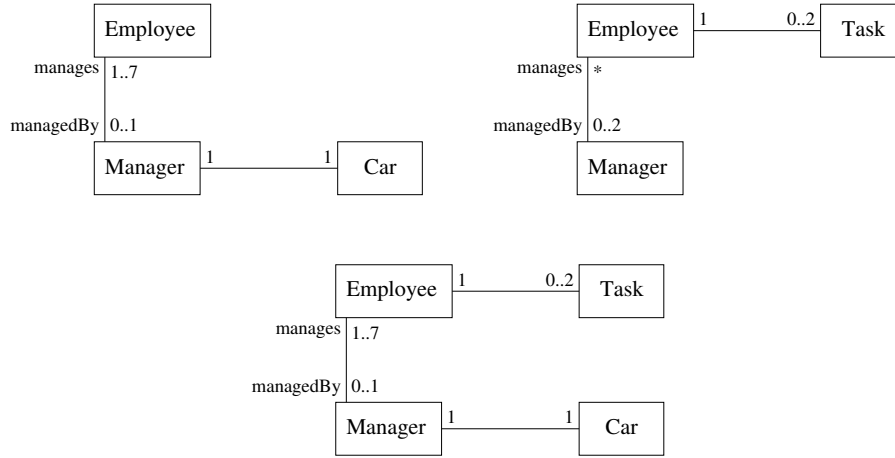 Employee
manages 1..7
managedBy 0..1
Manager 1 1 Car
Employee 1 0..2 Task
manages *
managedBy 0..2
Manager
Employee 1 0..2 Task
manages 1..7
managedBy 0..1
Manager 1 1 Car